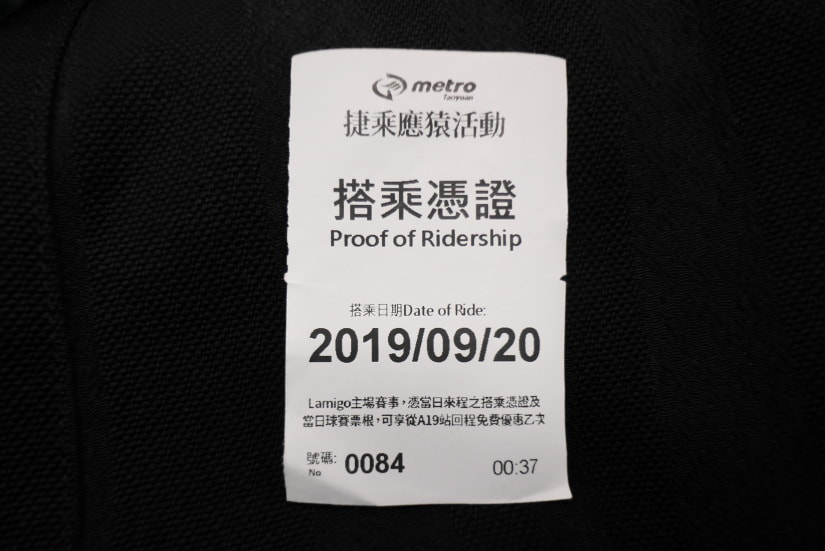 metro
Taoyuan
捷乘應猿活動
搭乘憑證
Proof of Ridership
搭乘日期Date of Ride:
2019/09/20
Lamigo主場賽事，憑當日來程之搭乘憑證及
當日球賽票根，可享從A19站回程免費優惠乙次
號碼: 0084 00:37
No